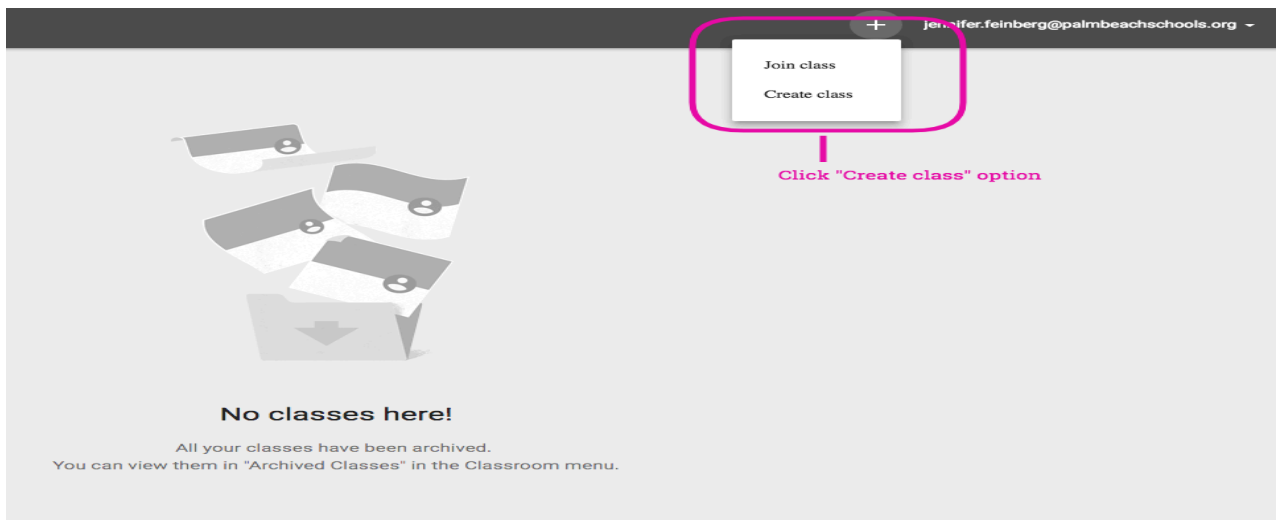 + jennifer.feinberg@palmbeachschools.org
Join class
Create class
Click "Create class" option
No classes here!
All your classes have been archived.
You can view them in "Archived Classes" in the Classroom menu.